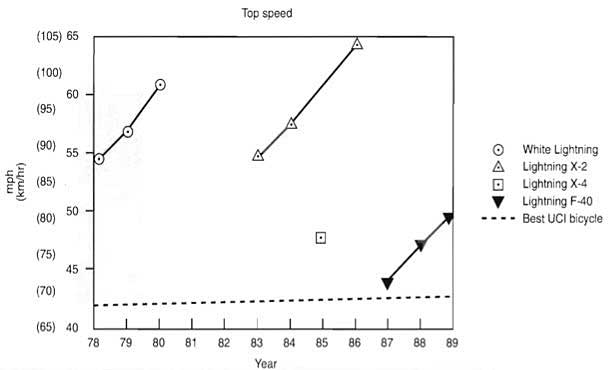 Top speed
(105) 65
(100)
60
(95)
(90)
55
(85)
(80)
50
(75)
45
(70)
(65) 40
mph
(km/hr)
78 79 80 81 82 83 84 85 86 87 88 89
Year
White Lightning
Lightning X-2
Lightning X-4
Lightning F-40
Best UCI bicycle